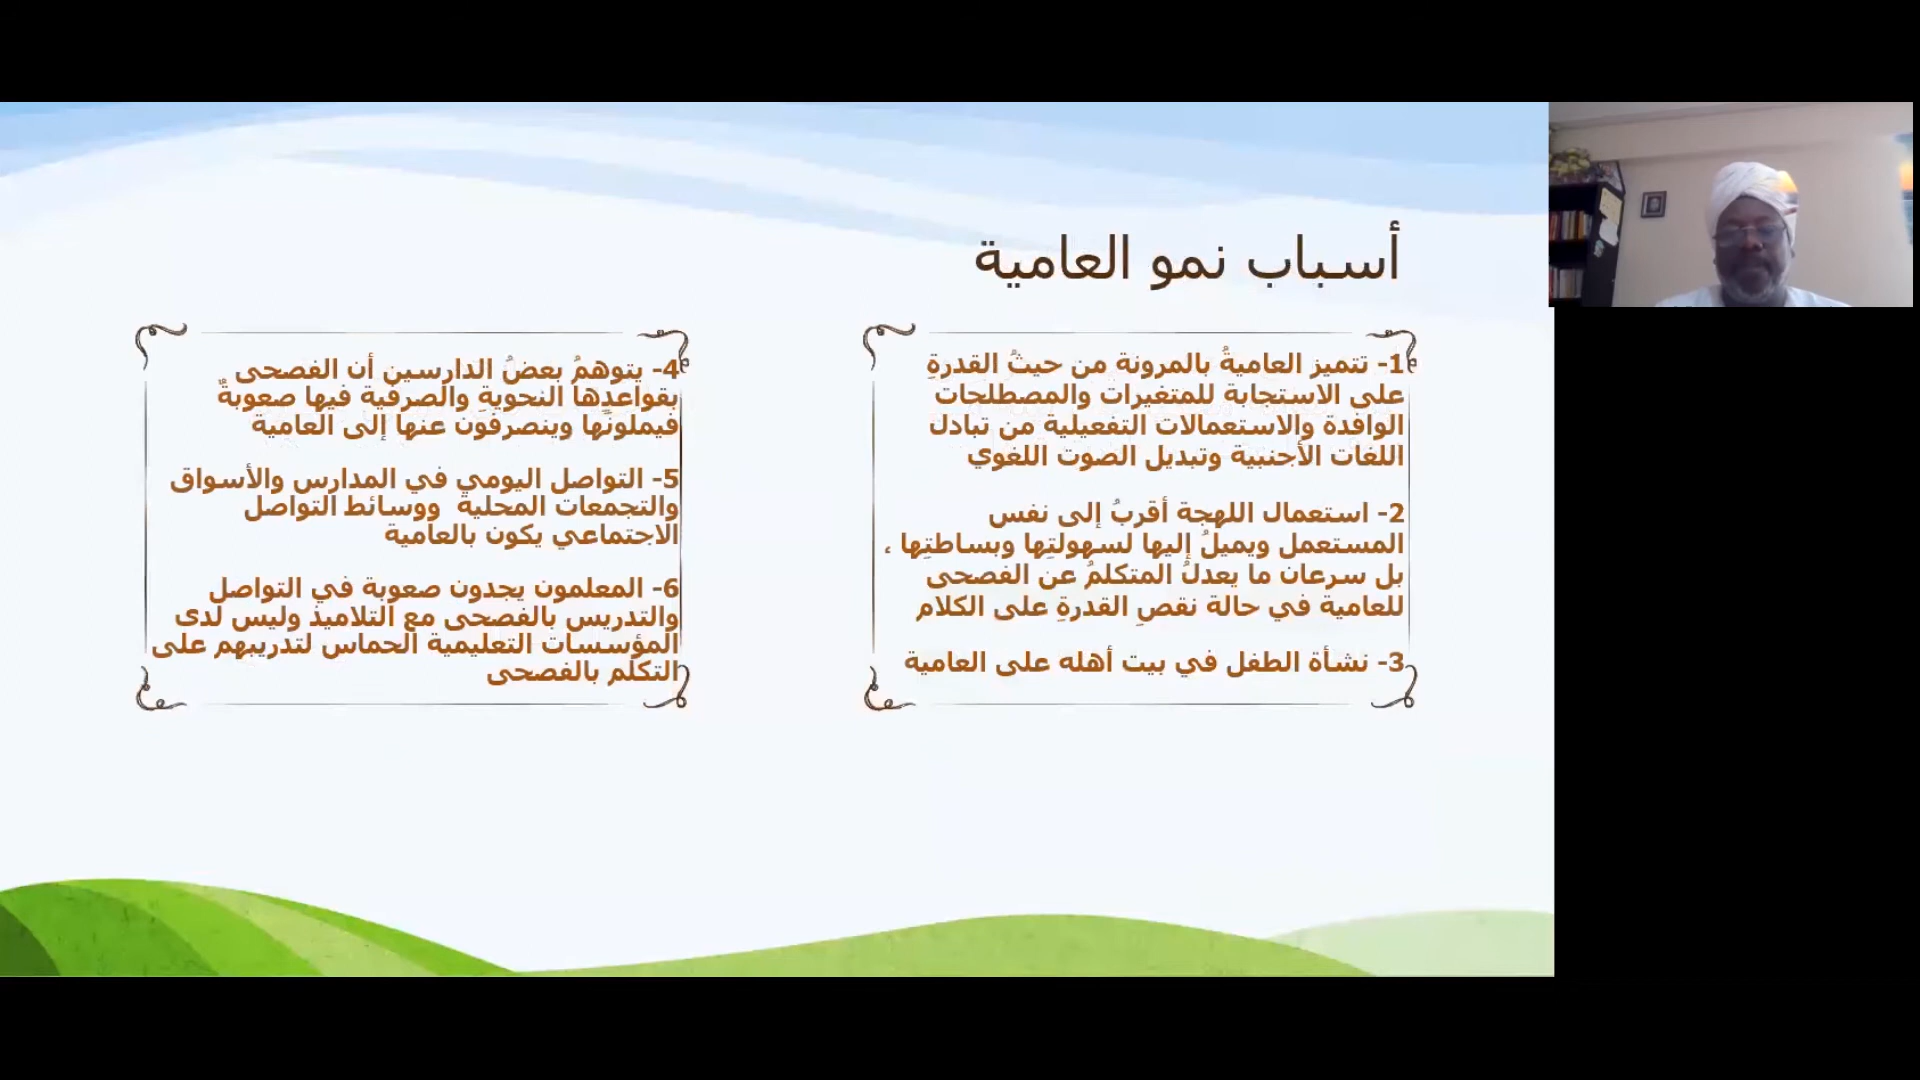 أسباب نمو العامية
1- تتميز العاميةُ بالمرونة من حيثُ القدرةِ
على الاستجابة للمتغيرات والمصطلحات
الوافدة والاستعمالات التفعيلية من تبادل
اللغات الأجنبية وتبديل الصوت اللغوي
2- استعمال اللهجة أقربُ إلى نفس
المستعمل ويميلُ إليها لسهولتِها وبساطتِها ،
بل سرعان ما يعدلُ المتكلمُ عن الفصحى
للعامية في حالة نقصِ القدرةِ على الكلام
3- نشأة الطفل في بيت أهله على العامية
4- يتوهمُ بعضُ الدارسين أن الفصحى
بقواعدِها النحويةِ والصرفية فيها صعوبةٌ
فيملونَها وينصرفون عنها إلى العامية
5- التواصل اليومي في المدارس والأسواق
والتجمعات المحلية ووسائط التواصل
الاجتماعي يكون بالعامية
6- المعلمون يجدون صعوبة في التواصل
والتدريس بالفصحى مع التلاميذ وليس لدى
المؤسسات التعليمية الحماس لتدريبهم على
التكلم بالفصحى